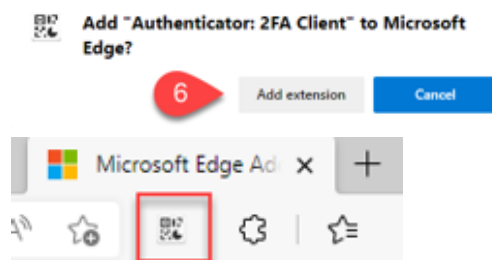 Add "Authenticator: 2FA Client" to Microsoft
Edge?
6
Add extension
Cancel
Microsoft Edge Ad